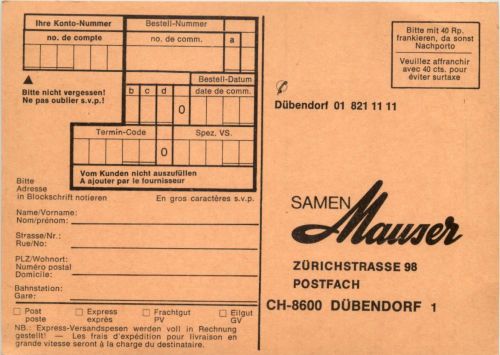 Ihre Konto-Nummer
no. de compte
Bestell-Nummer
no. de comm.
a
Bestell-Datum
b c d
date de comm.
0
Bitte nicht vergessen!
Ne pas oublier s.v.p.!
Termin-Code
Spez. VS.
0
Vom Kunden nicht auszufüllen
A ajouter par le fournisseur
Bitte
Adresse
in Blockschrift notieren
En gros caractères s.v.p.
Name/Vorname:
Nom/prénom:
Strasse/Nr.:
Rue/No:
PLZ/Wohnort:
Numéro postal
Domicile:
Bahnstation:
Gare:
Post
poste
Express
exprès
Frachtgut
PV
Eilgut
GV
NB.: Express-Versandspesen werden voll in Rechnung
gestellt! — Les frais d'expédition pour livraison en
grande vitesse seront à la charge du destinataire.
Bitte mit 40 Rp.
frankieren, da sonst
Nachporto
Veuillez affranchir
avec 40 cts. pour
éviter surtaxe
Dübendorf 01 821 11 11
SAMEN
Mauser
ZÜRICHSTRASSE 98
POSTFACH
CH-8600 DÜBENDORF 1